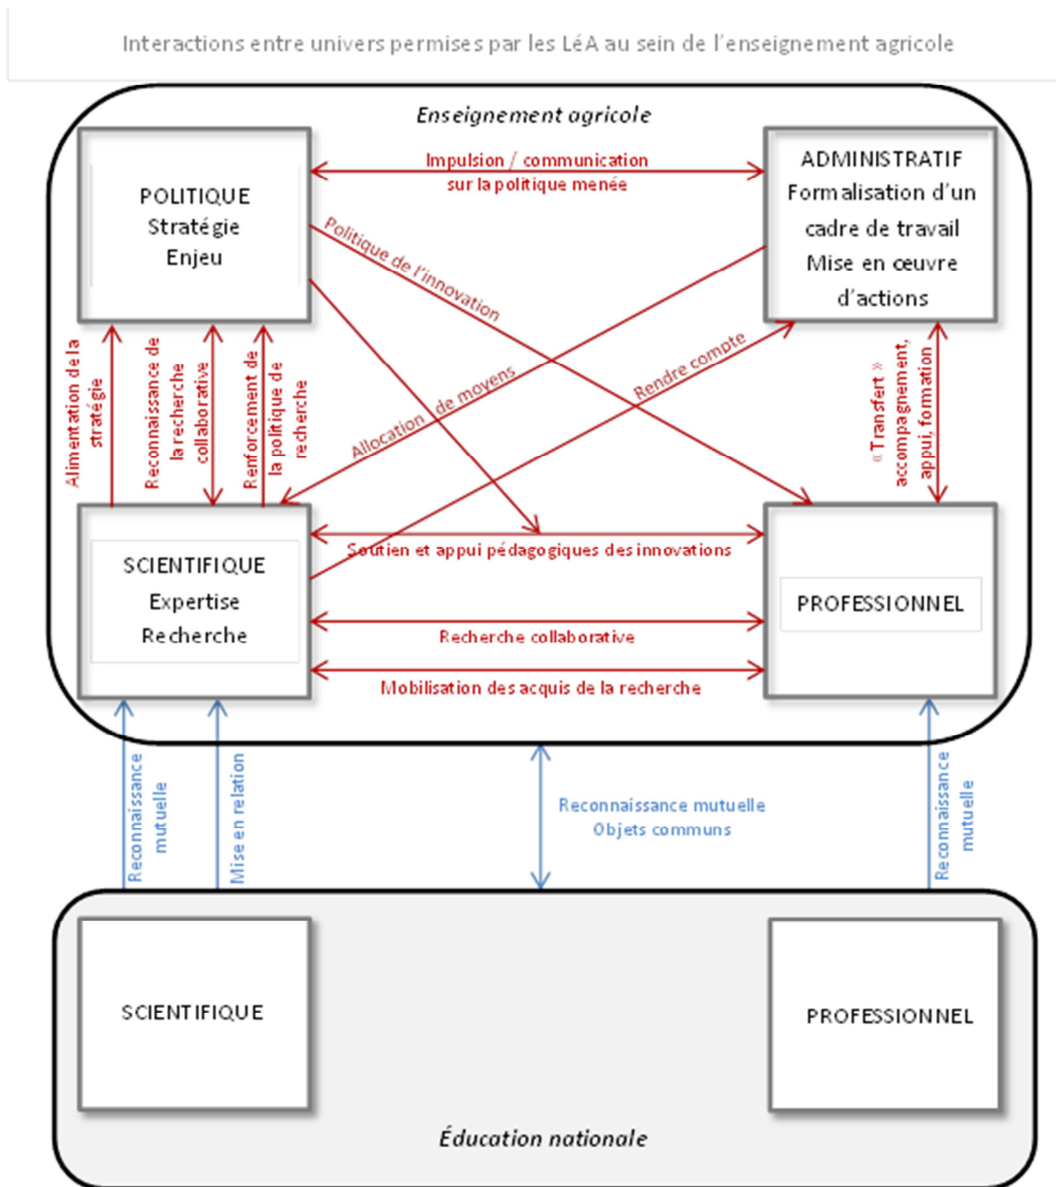 Interactions entre univers permises par les LéA au sein de l'enseignement agricole
Enseignement agricole
POLITIQUE
Stratégie
Enjeu
Impulsion / communication
sur la politique menée
ADMINISTRATIF
Formalisation d'un
cadre de travail
Mise en œuvre
d'actions
Politique de l'innovation
Alimentation de la
stratégie
Reconnaissance de
la recherche
collaborative
Renforcement de
la politique de
recherche
Allocation de moyens
Rendre compte
« Transfert »
accompagnement,
appui, formation
SCIENTIFIQUE
Expertise
Recherche
Soutien et appui pédagogiques des innovations
Recherche collaborative
Mobilisation des acquis de la recherche
PROFESSIONNEL
Reconnaissance
mutuelle
Mise en relation
Reconnaissance mutuelle
Objets communs
Reconnaissance
mutuelle
SCIENTIFIQUE
PROFESSIONNEL
Éducation nationale